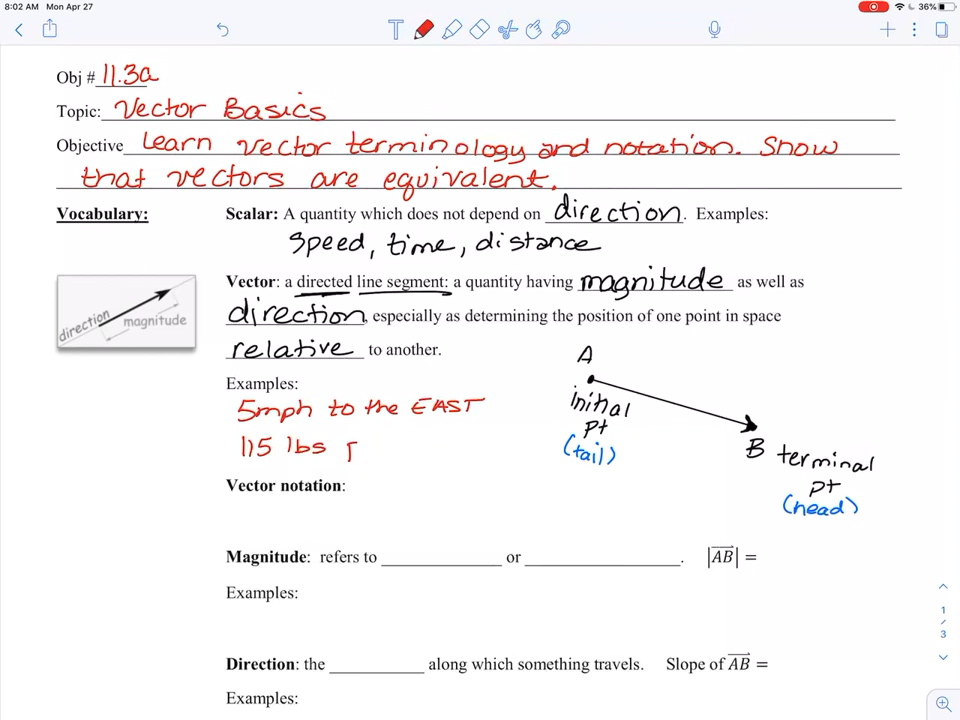 8:02 AM Mon Apr 27
36%
Obj # 11.3a
Topic: Vector Basics
Objective Learn vector terminology and notation. Show
that vectors are equivalent.
Vocabulary:
Scalar: A quantity which does not depend on direction. Examples:
speed, time, distance
Vector: a directed line segment: a quantity having magnitude as well as
direction, especially as determining the position of one point in space
relative to another.
direction
magnitude
Examples:
5mph to the EAST
115 lbs
A
initial
pt
(tail)
B terminal
pt
(head)
Vector notation:
Magnitude: refers to ____________ or ________________. |AB| =
Examples:
Direction: the __________ along which something travels. Slope of AB =
Examples:
1
/
3